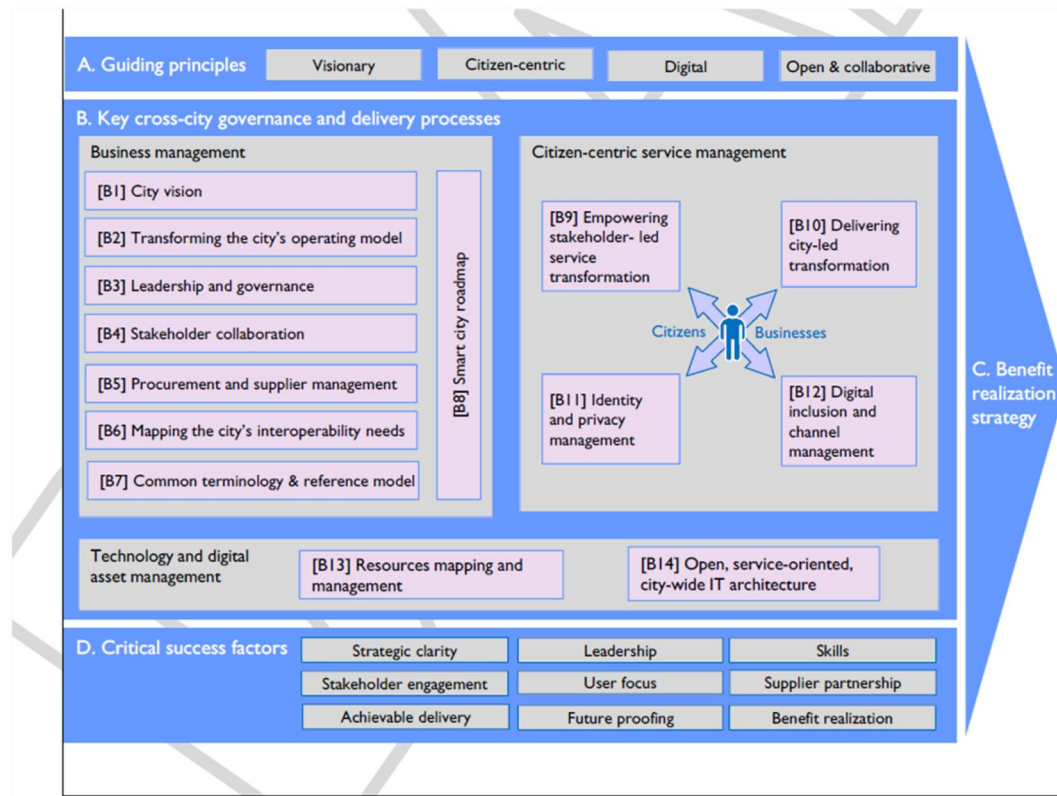 A. Guiding principles
Visionary
Citizen-centric
Digital
Open & collaborative
B. Key cross-city governance and delivery processes
Business management
[B1] City vision
[B2] Transforming the city's operating model
[B3] Leadership and governance
[B4] Stakeholder collaboration
[B5] Procurement and supplier management
[B6] Mapping the city's interoperability needs
[B7] Common terminology & reference model
[B8] Smart city roadmap
Citizen-centric service management
[B9] Empowering
stakeholder- led
service
transformation
[B10] Delivering
city-led
transformation
Citizens
Businesses
[B11] Identity
and privacy
management
[B12] Digital
inclusion and
channel
management
Technology and digital
asset management
[B13] Resources mapping and
management
[B14] Open, service-oriented,
city-wide IT architecture
C. Benefit
realization
strategy
D. Critical success factors
Strategic clarity
Leadership
Skills
Stakeholder engagement
User focus
Supplier partnership
Achievable delivery
Future proofing
Benefit realization